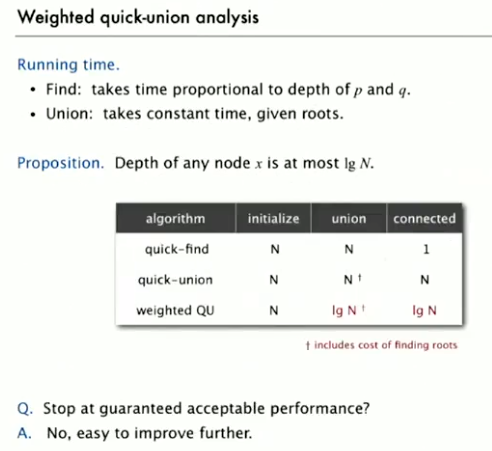 Weighted quick-union analysis
Running time.
• Find: takes time proportional to depth of p and q.
• Union: takes constant time, given roots.
Proposition. Depth of any node x is at most lg N.
algorithm initialize union connected
quick-find N N 1
quick-union N N † N
weighted QU N lg N † lg N
† includes cost of finding roots
Q. Stop at guaranteed acceptable performance?
A. No, easy to improve further.